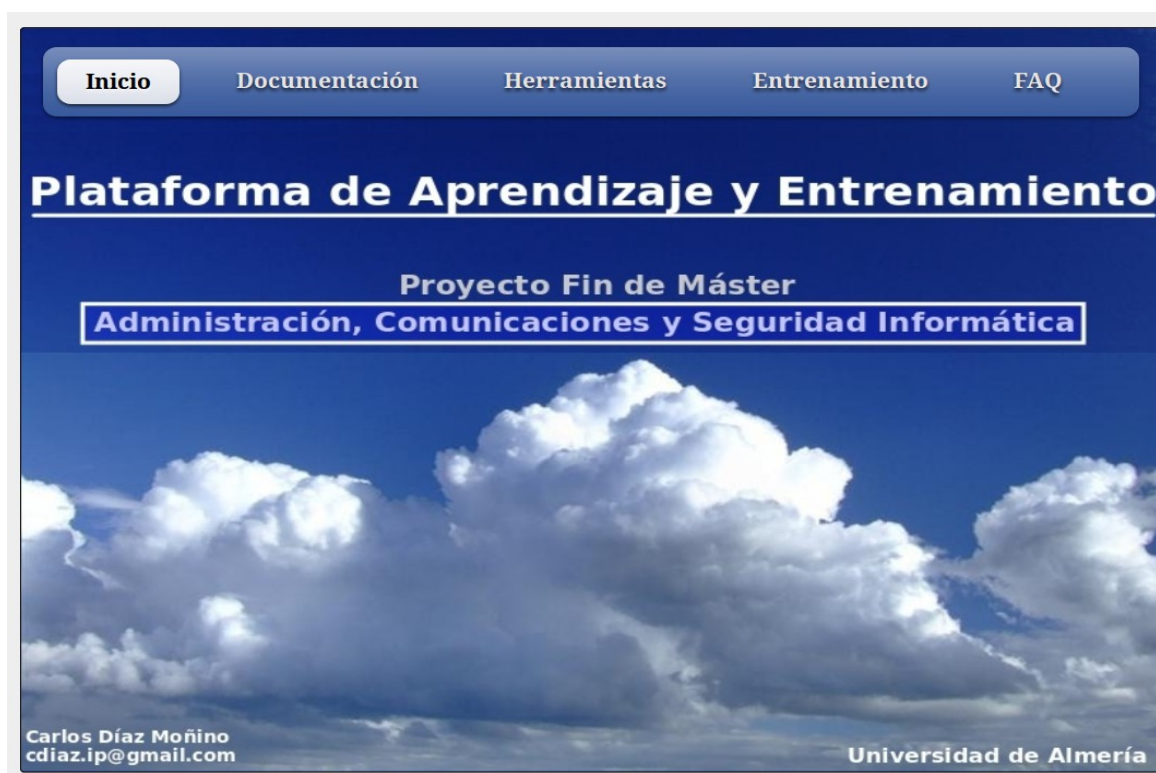 Inicio Documentación Herramientas Entrenamiento FAQ
Plataforma de Aprendizaje y Entrenamiento
Proyecto Fin de Máster
Administración, Comunicaciones y Seguridad Informática
Carlos Díaz Moñino
cdiaz.ip@gmail.com
Universidad de Almería